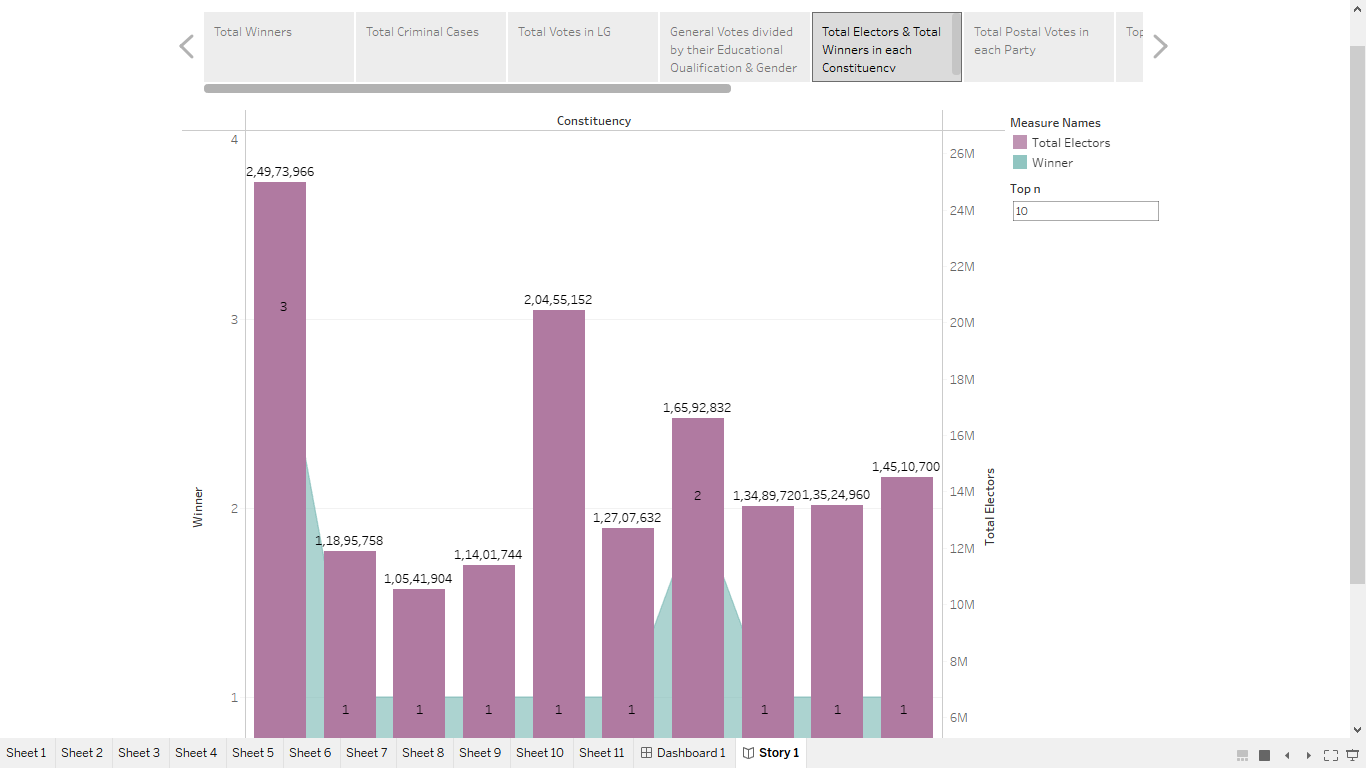 Total Winners
Total Criminal Cases
Total Votes in LG
General Votes divided
by their Educational
Qualification & Gender
Total Electors & Total
Winners in each
Constituency
Total Postal Votes in
each Party
Constituency
4
3
2
1
Winner
2,49,73,966
1,18,95,758
1,05,41,904
1,14,01,744
2,04,55,152
1,27,07,632
1,65,92,832
1,34,89,720
1,35,24,960
1,45,10,700
3
1
1
1
1
1
2
1
1
1
26M
24M
22M
20M
18M
16M
14M
12M
10M
8M
6M
Total Electors
Measure Names
Total Electors
Winner
Top n
10
Sheet 1 Sheet 2 Sheet 3 Sheet 4 Sheet 5 Sheet 6 Sheet 7 Sheet 8 Sheet 9 Sheet 10 Sheet 11 Dashboard 1 Story 1